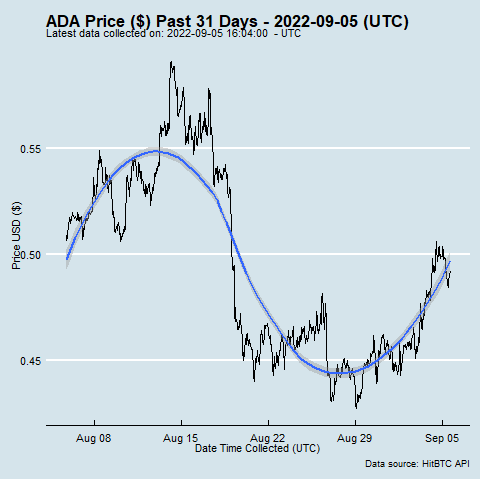 ADA Price ($) Past 31 Days - 2022-09-05 (UTC)
Latest data collected on: 2022-09-05 16:04:00 - UTC
0.55
0.50
0.45
Price USD ($)
Aug 08 Aug 15 Aug 22 Aug 29 Sep 05
Date Time Collected (UTC)
Data source: HitBTC API